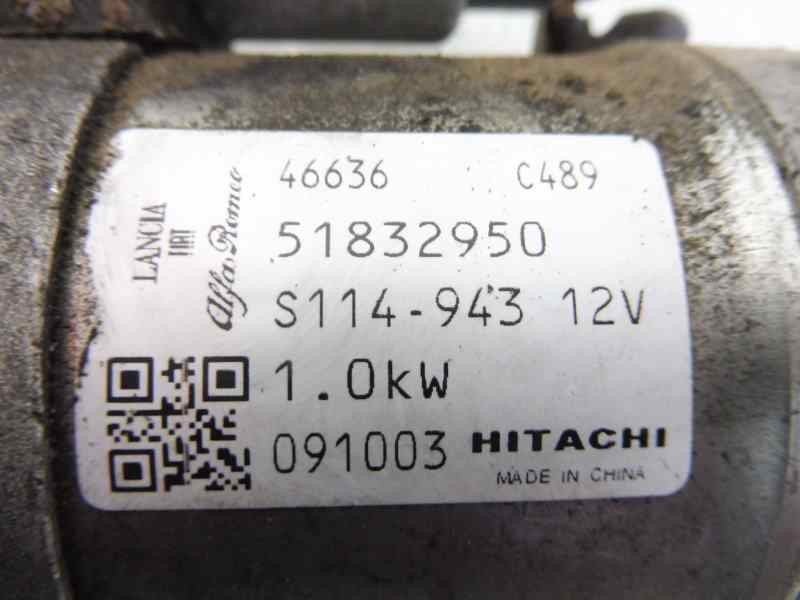 46636 C489
51832950
S114-943 12V
1.0kW
091003 HITACHI
MADE IN CHINA
LANCIA
FIAT
Alfa Romeo